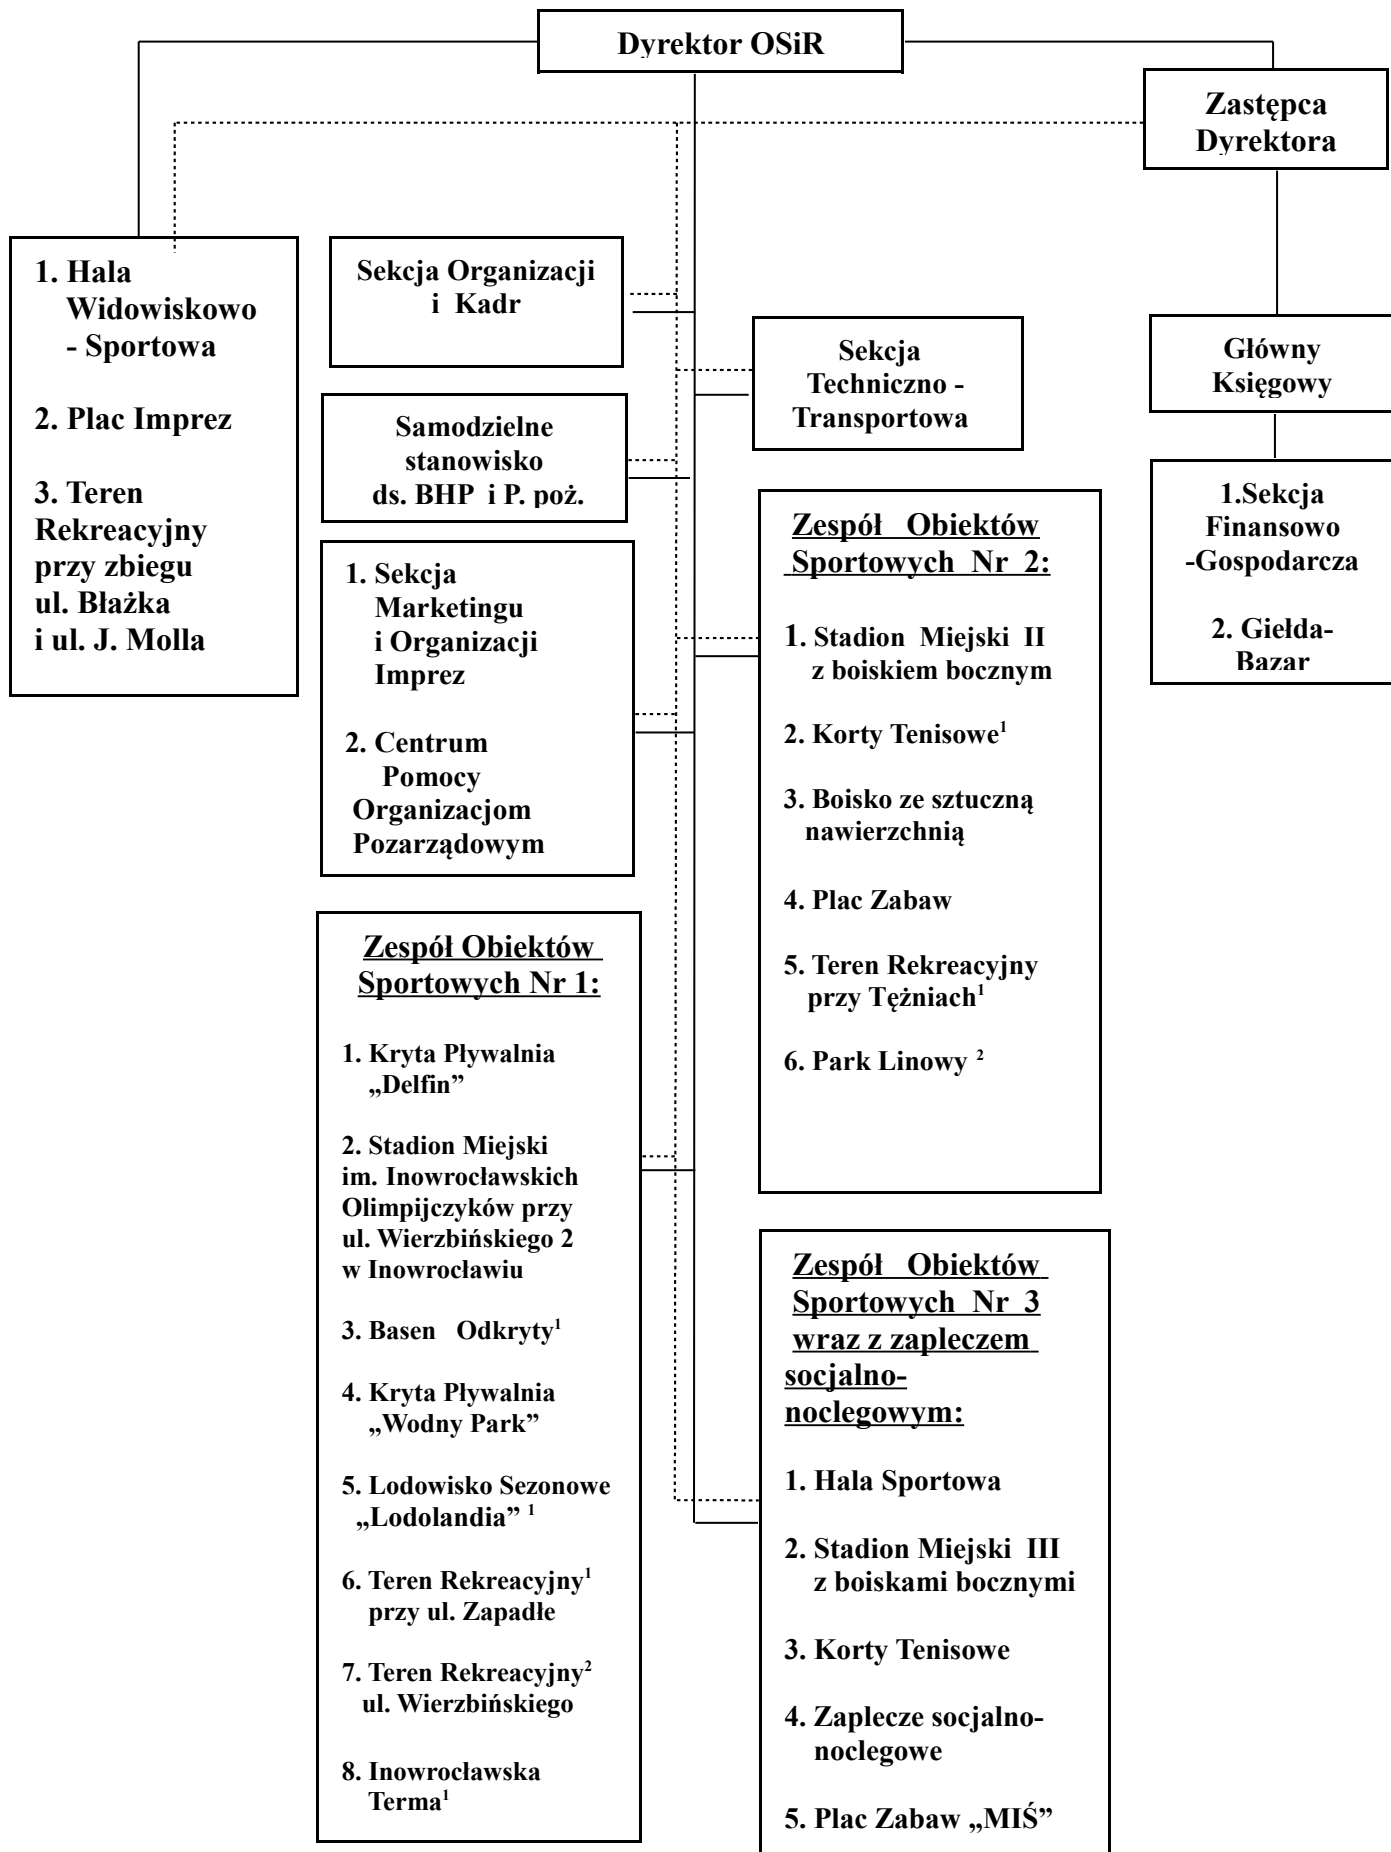 Dyrektor OSiR
Zastępca
Dyrektora
1. Hala
Widowiskowo
- Sportowa
2. Plac Imprez
3. Teren
Rekreacyjny
przy zbiegu
ul. Błażka
i ul. J. Molla
Sekcja Organizacji
i Kadr
Sekcja
Techniczno -
Transportowa
Główny
Księgowy
Samodzielne
stanowisko
ds. BHP i P. poż.
1.Sekcja
Finansowo
-Gospodarcza
2. Giełda-
Bazar
1. Sekcja
Marketingu
i Organizacji
Imprez
2. Centrum
Pomocy
Organizacjom
Pozarządowym
Zespół Obiektów
Sportowych Nr 2:
1. Stadion Miejski II
z boiskiem bocznym
2. Korty Tenisowe¹
3. Boisko ze sztuczną
nawierzchnią
4. Plac Zabaw
5. Teren Rekreacyjny
przy Tężniach¹
6. Park Linowy ²
Zespół Obiektów
Sportowych Nr 1:
1. Kryta Pływalnia
„Delfin”
2. Stadion Miejski
im. Inowrocławskich
Olimpijczyków przy
ul. Wierzbińskiego 2
w Inowrocławiu
3. Basen Odkryty¹
4. Kryta Pływalnia
„Wodny Park”
5. Lodowisko Sezonowe
„Lodolandia” ¹
6. Teren Rekreacyjny¹
przy ul. Zapadłe
7. Teren Rekreacyjny²
ul. Wierzbińskiego
8. Inowrocławska
Terma¹
Zespół Obiektów
Sportowych Nr 3
wraz z zapleczem
socjalno-
noclegowym:
1. Hala Sportowa
2. Stadion Miejski III
z boiskami bocznymi
3. Korty Tenisowe
4. Zaplecze socjalno-
noclegowe
5. Plac Zabaw „MIŚ”